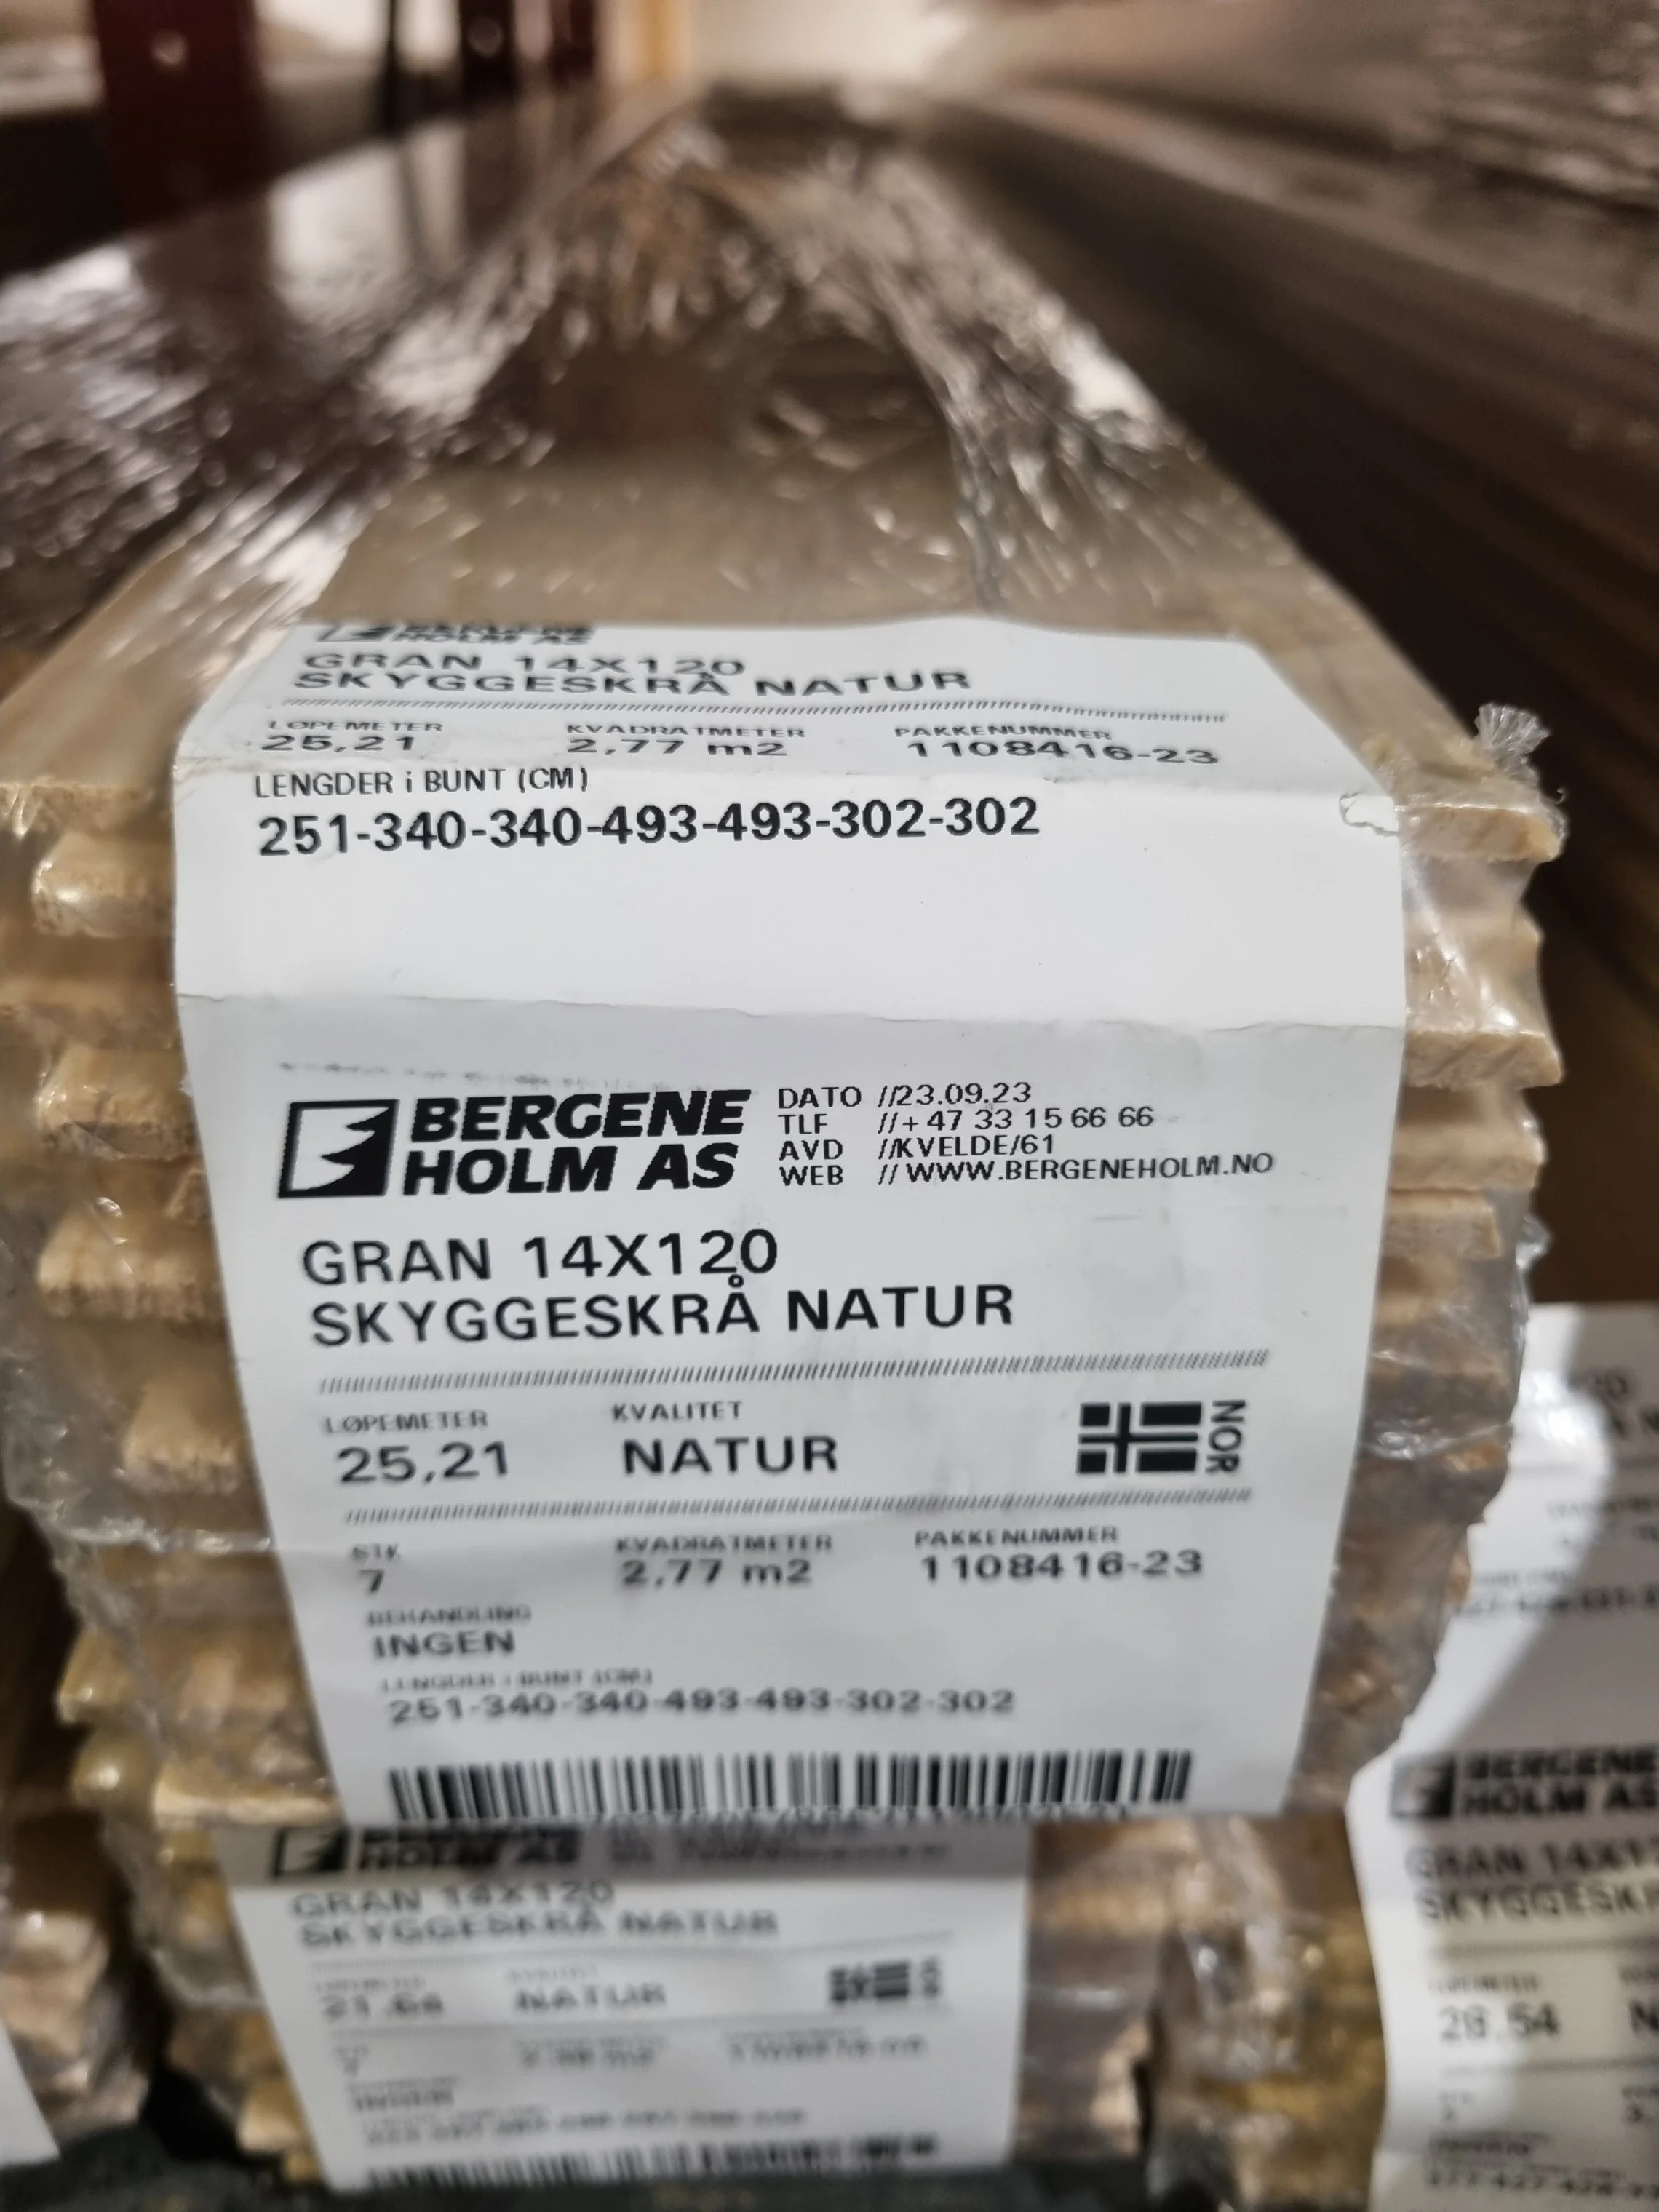 GRAN 14X120
SKYGGESKRÅ NATUR
LØPEMETER KVADRATMETER PAKKENUMMER
25,21 2,77 m2 1108416-23
LENGDER i BUNT (CM)
251-340-340-493-493-302-302
BERGENE
HOLM AS
DATO //23.09.23
TLF //+47 33 15 66 66
AVD //KVELDE/61
WEB //WWW.BERGENEHOLM.NO
GRAN 14X120
SKYGGESKRÅ NATUR
LØPEMETER KVALITET
25,21 NATUR NOR
STK KVADRATMETER PAKKENUMMER
7 2,77 m2 1108416-23
BEHANDLING
INGEN
LENGDER i BUNT (CM)
251-340-340-493-493-302-302
BERGENE
HOLM AS
GRAN 14X120
SKYGGESKRÅ NATUR
NATUR
BERGENE
HOLM AS
GRAN
28,54